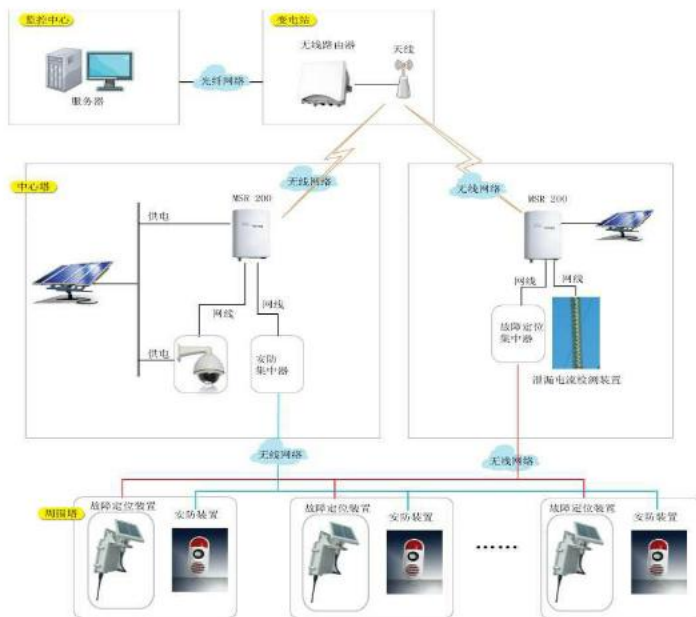 监控中心
变电站
无线路由器
天线
服务器
光纤网络
中心塔
无线网络
无线网络
MSR 200
MSR 200
供电
网线
网线
网线
网线
供电
安防
集中器
故障定位
集中器
泄漏电流检测装置
无线网络
无线网络
周围塔
故障定位装置
安防装置
故障定位装置
安防装置
故障定位装置
安防装置
······